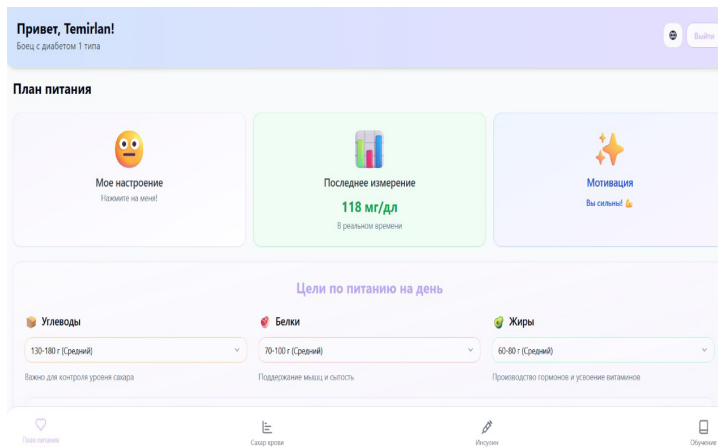 Привет, Temirlan!
Боец с диабетом 1 типа
Выйти
План питания
Мое настроение
Нажмите на меня!
Последнее измерение
118 мг/дл
В реальном времени
Мотивация
Вы сильны! 💪
Цели по питанию на день
Углеводы
130-180 г (Средний)
Важно для контроля уровня сахара
Белки
70-100 г (Средний)
Поддержание мышц и сытость
Жиры
60-80 г (Средний)
Производство гормонов и усвоение витаминов
План питания
Сахар крови
Инсулин
Обучение